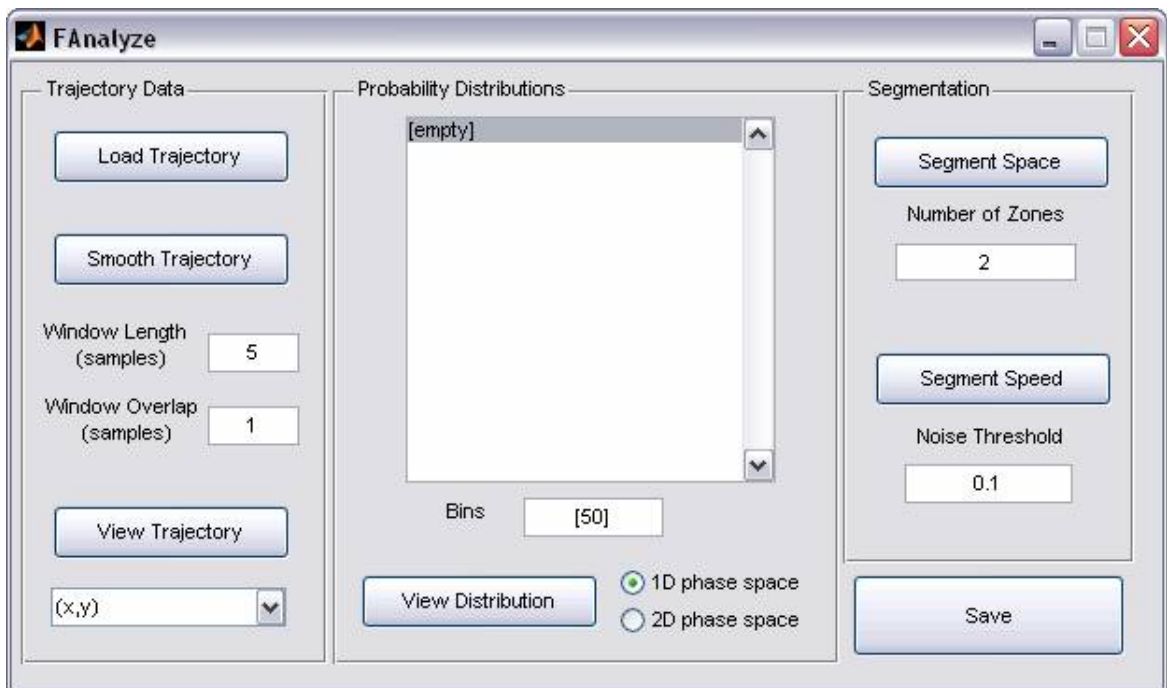 FAnalyze
Trajectory Data
Load Trajectory
Smooth Trajectory
Window Length
(samples)
5
Window Overlap
(samples)
1
View Trajectory
(x,y)
Probability Distributions
[empty]
Bins
[50]
View Distribution
1D phase space
2D phase space
Segmentation
Segment Space
Number of Zones
2
Segment Speed
Noise Threshold
0.1
Save